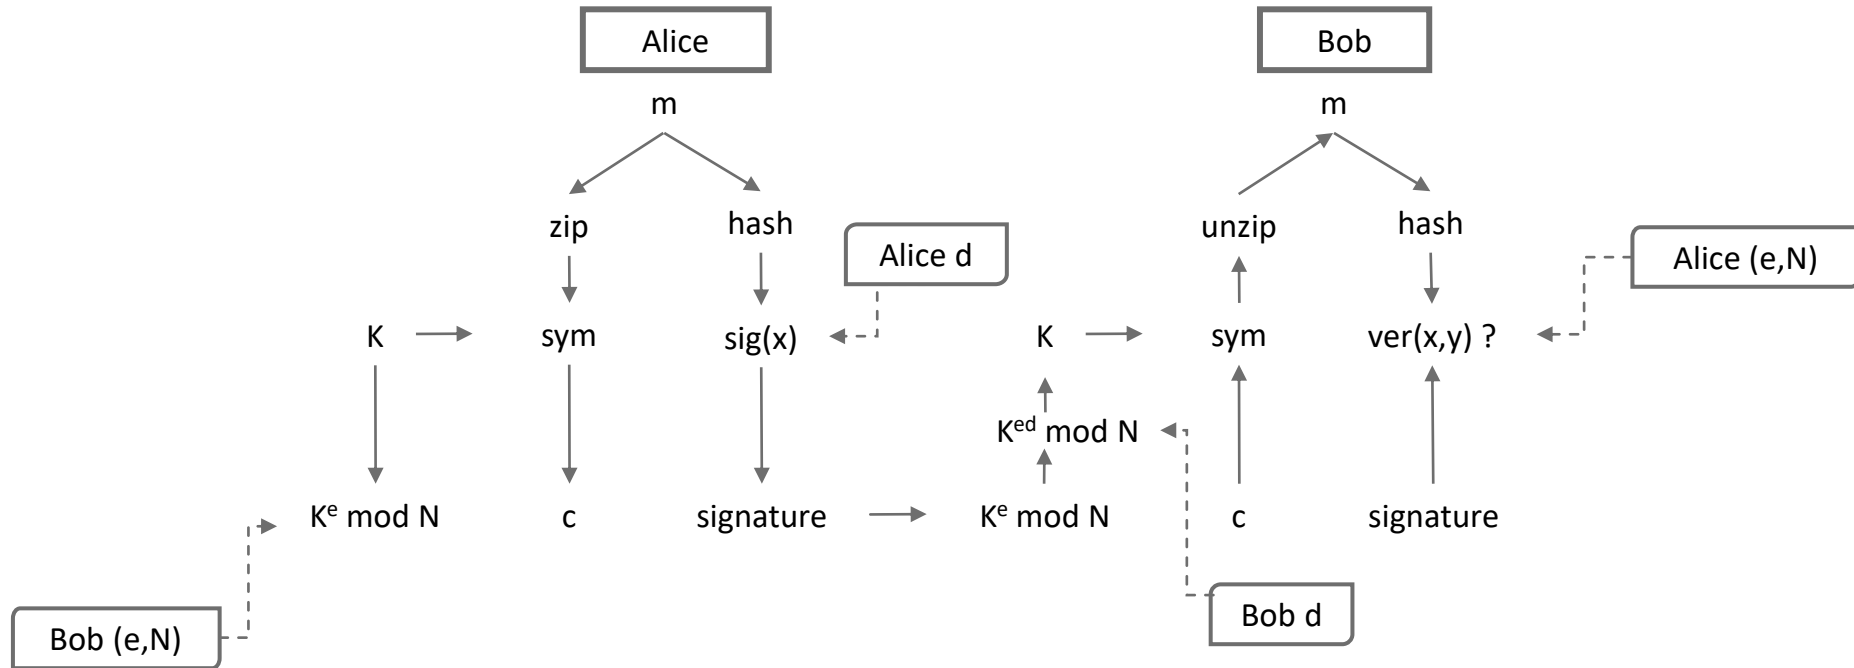 Alice
Bob
m
m
zip
hash
unzip
hash
Alice d
Alice (e,N)
K
sym
sig(x)
K
sym
ver(x,y) ?
Kᵉᵈ mod N
Kᵉ mod N
c
signature
Kᵉ mod N
c
signature
Bob (e,N)
Bob d